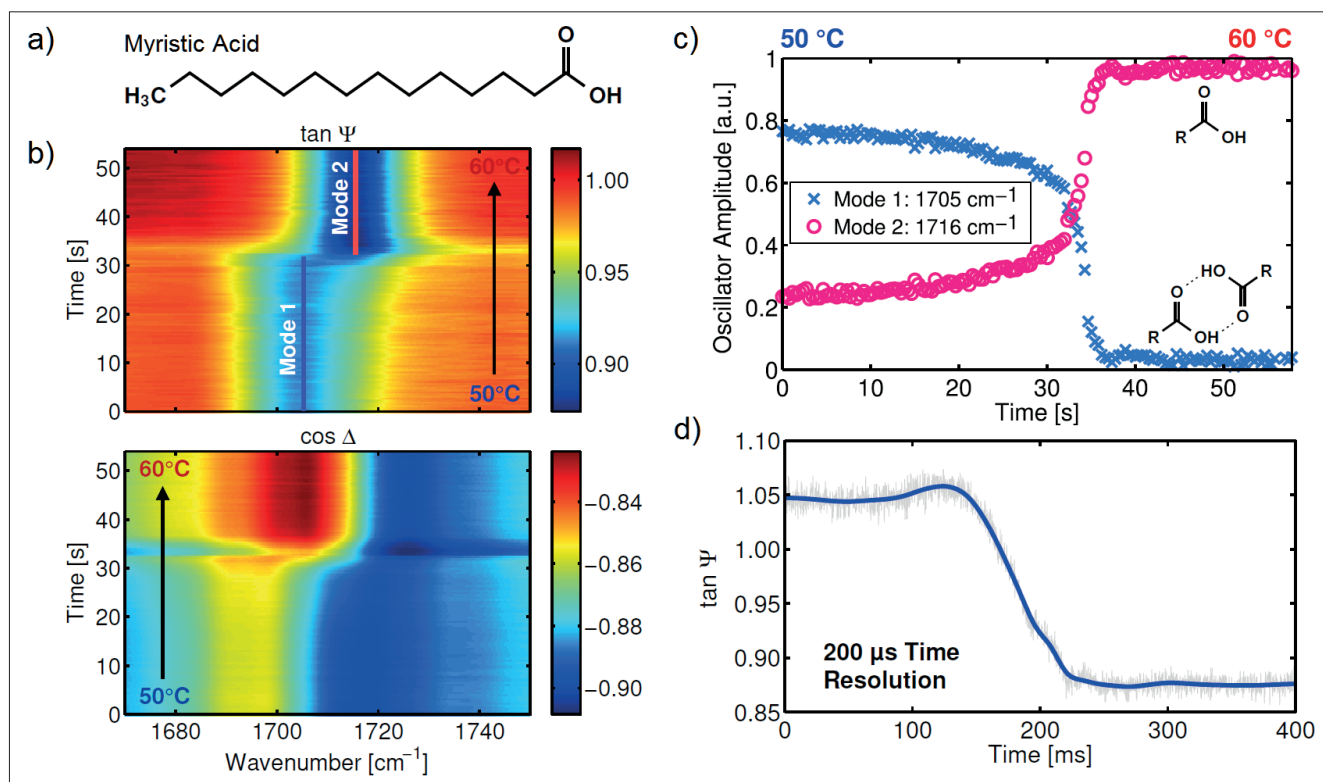 a)
Myristic Acid
H₃C
O
OH
b)
tan Ψ
60°C
Mode 2
Mode 1
50°C
Time [s]
50
40
30
20
10
0
1.00
0.95
0.90
cos Δ
60°C
50°C
Time [s]
50
40
30
20
10
0
−0.84
−0.86
−0.88
−0.90
1680 1700 1720 1740
Wavenumber [cm⁻¹]
c)
50 °C 60 °C
Oscillator Amplitude [a.u.]
1
0.8
0.6
0.4
0.2
0
Mode 1: 1705 cm⁻¹
Mode 2: 1716 cm⁻¹
O
R OH
O HO R
R OH O
0 10 20 30 40 50
Time [s]
d)
tan Ψ
1.10
1.05
1.00
0.95
0.90
0.85
200 µs Time
Resolution
0 100 200 300 400
Time [ms]